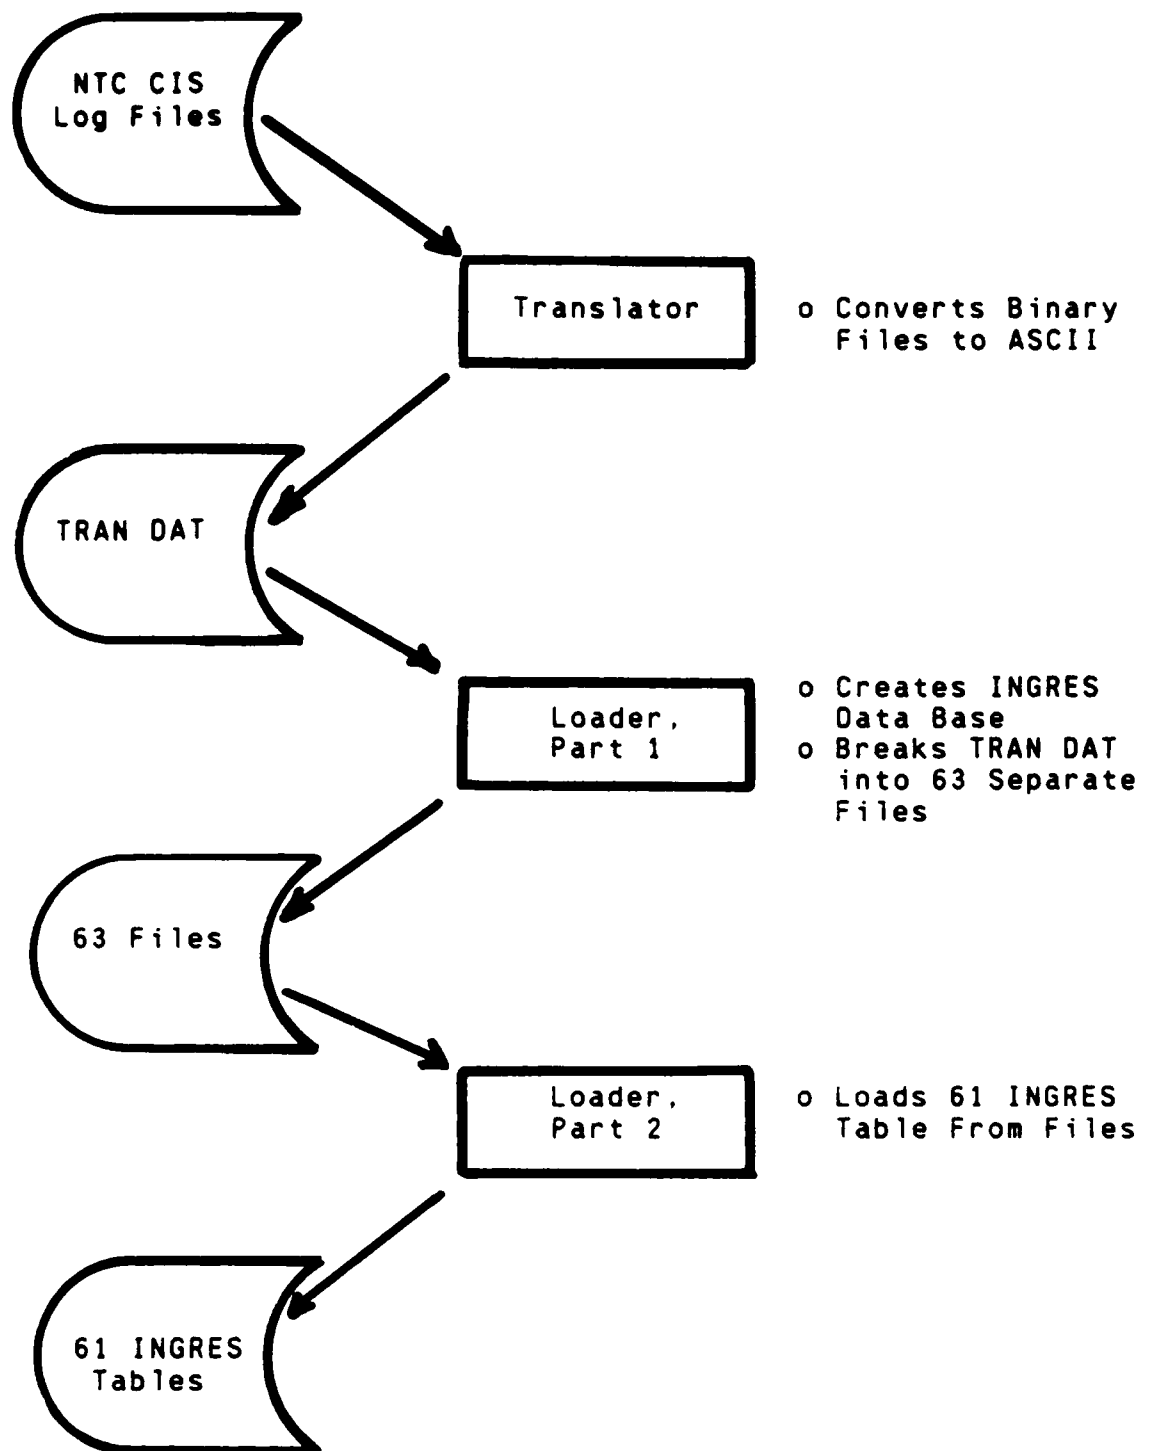 NTC CIS
Log Files
Translator
o Converts Binary
Files to ASCII
TRAN DAT
Loader,
Part 1
o Creates INGRES
Data Base
o Breaks TRAN DAT
into 63 Separate
Files
63 Files
Loader,
Part 2
o Loads 61 INGRES
Table From Files
61 INGRES
Tables